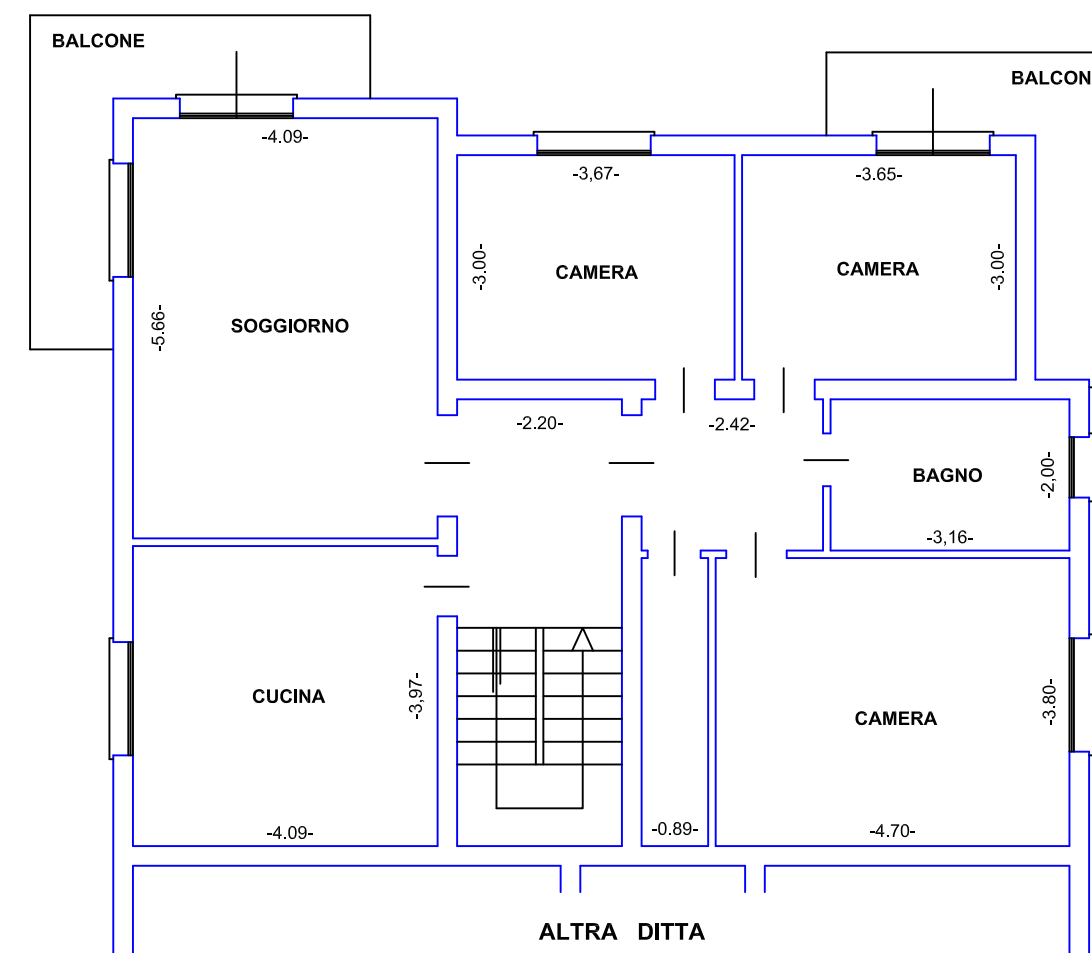 BALCONE
BALCON
-4.09-
-3,67-
-3.65-
-3.00-
CAMERA
CAMERA
-3.00-
-5.66-
SOGGIORNO
-2.20-
-2.42-
BAGNO
-2,00-
-3,16-
CUCINA
-3,97-
CAMERA
-3.80-
-4.09-
-0.89-
-4.70-
ALTRA DITTA